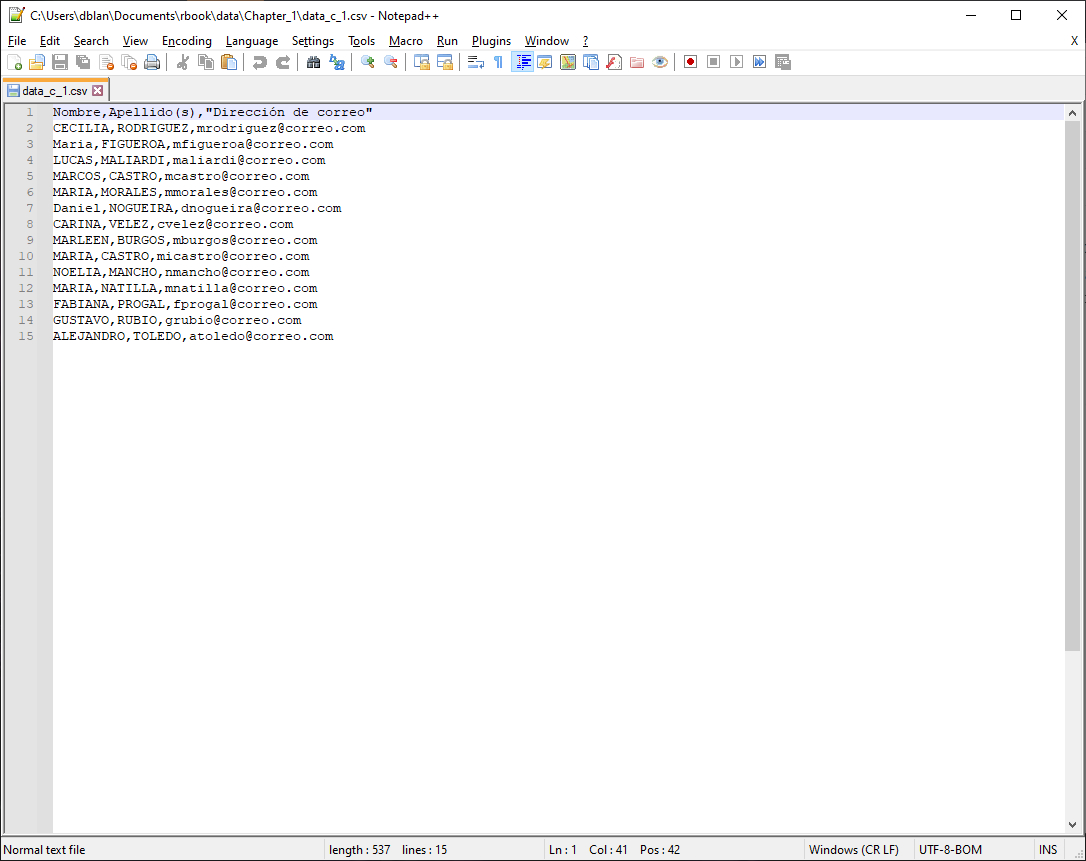 C:\Users\dblan\Documents\rbook\data\Chapter_1\data_c_1.csv - Notepad++
File Edit Search View Encoding Language Settings Tools Macro Run Plugins Window ? X
data_c_1.csv
1 Nombre,Apellido(s),"Dirección de correo"
2 CECILIA,RODRIGUEZ,mrodriguez@correo.com
3 Maria,FIGUEROA,mfigueroa@correo.com
4 LUCAS,MALIARDI,maliardi@correo.com
5 MARCOS,CASTRO,mcastro@correo.com
6 MARIA,MORALES,mmorales@correo.com
7 Daniel,NOGUEIRA,dnogueira@correo.com
8 CARINA,VELEZ,cvelez@correo.com
9 MARLEEN,BURGOS,mburgos@correo.com
10 MARIA,CASTRO,micastro@correo.com
11 NOELIA,MANCHO,nmancho@correo.com
12 MARIA,NATILLA,mnatilla@correo.com
13 FABIANA,PROGAL,fprogal@correo.com
14 GUSTAVO,RUBIO,grubio@correo.com
15 ALEJANDRO,TOLEDO,atoledo@correo.com
Normal text file length : 537 lines : 15 Ln : 1 Col : 41 Pos : 42 Windows (CR LF) UTF-8-BOM INS